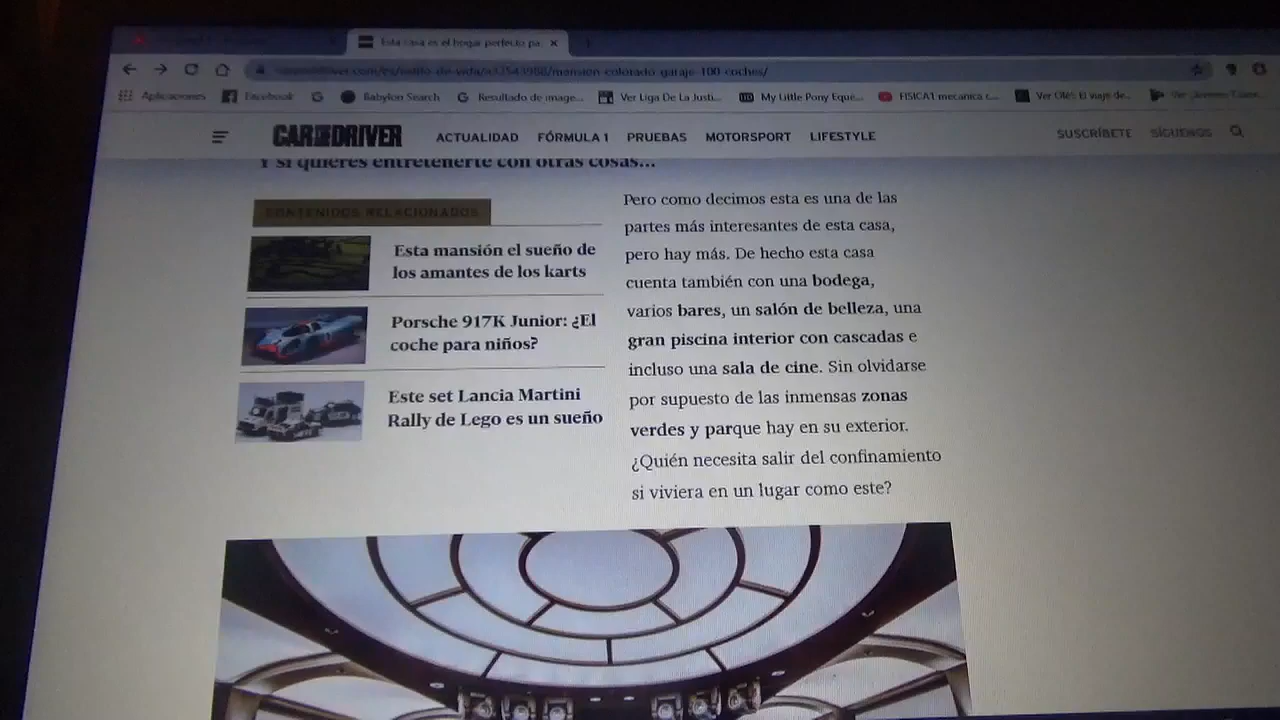 Esta casa es el hogar perfecto pa
caranddriver.com/es/estilo-de-vida/a33543988/mansion-colorado-garaje-100-coches/
Aplicaciones Facebook Babylon Search Resultado de image... Ver Liga De La Justi... My Little Pony Eque... FISICA1 mecanica c... Ver Olé! El viaje de...
CAR AND DRIVER ACTUALIDAD FÓRMULA 1 PRUEBAS MOTORSPORT LIFESTYLE SUSCRÍBETE SÍGUENOS
Y si quieres entretenerte con otras cosas...
CONTENIDOS RELACIONADOS
Esta mansión el sueño de
los amantes de los karts
Porsche 917K Junior: ¿El
coche para niños?
Este set Lancia Martini
Rally de Lego es un sueño
Pero como decimos esta es una de las
partes más interesantes de esta casa,
pero hay más. De hecho esta casa
cuenta también con una bodega,
varios bares, un salón de belleza, una
gran piscina interior con cascadas e
incluso una sala de cine. Sin olvidarse
por supuesto de las inmensas zonas
verdes y parque hay en su exterior.
¿Quién necesita salir del confinamiento
si viviera en un lugar como este?